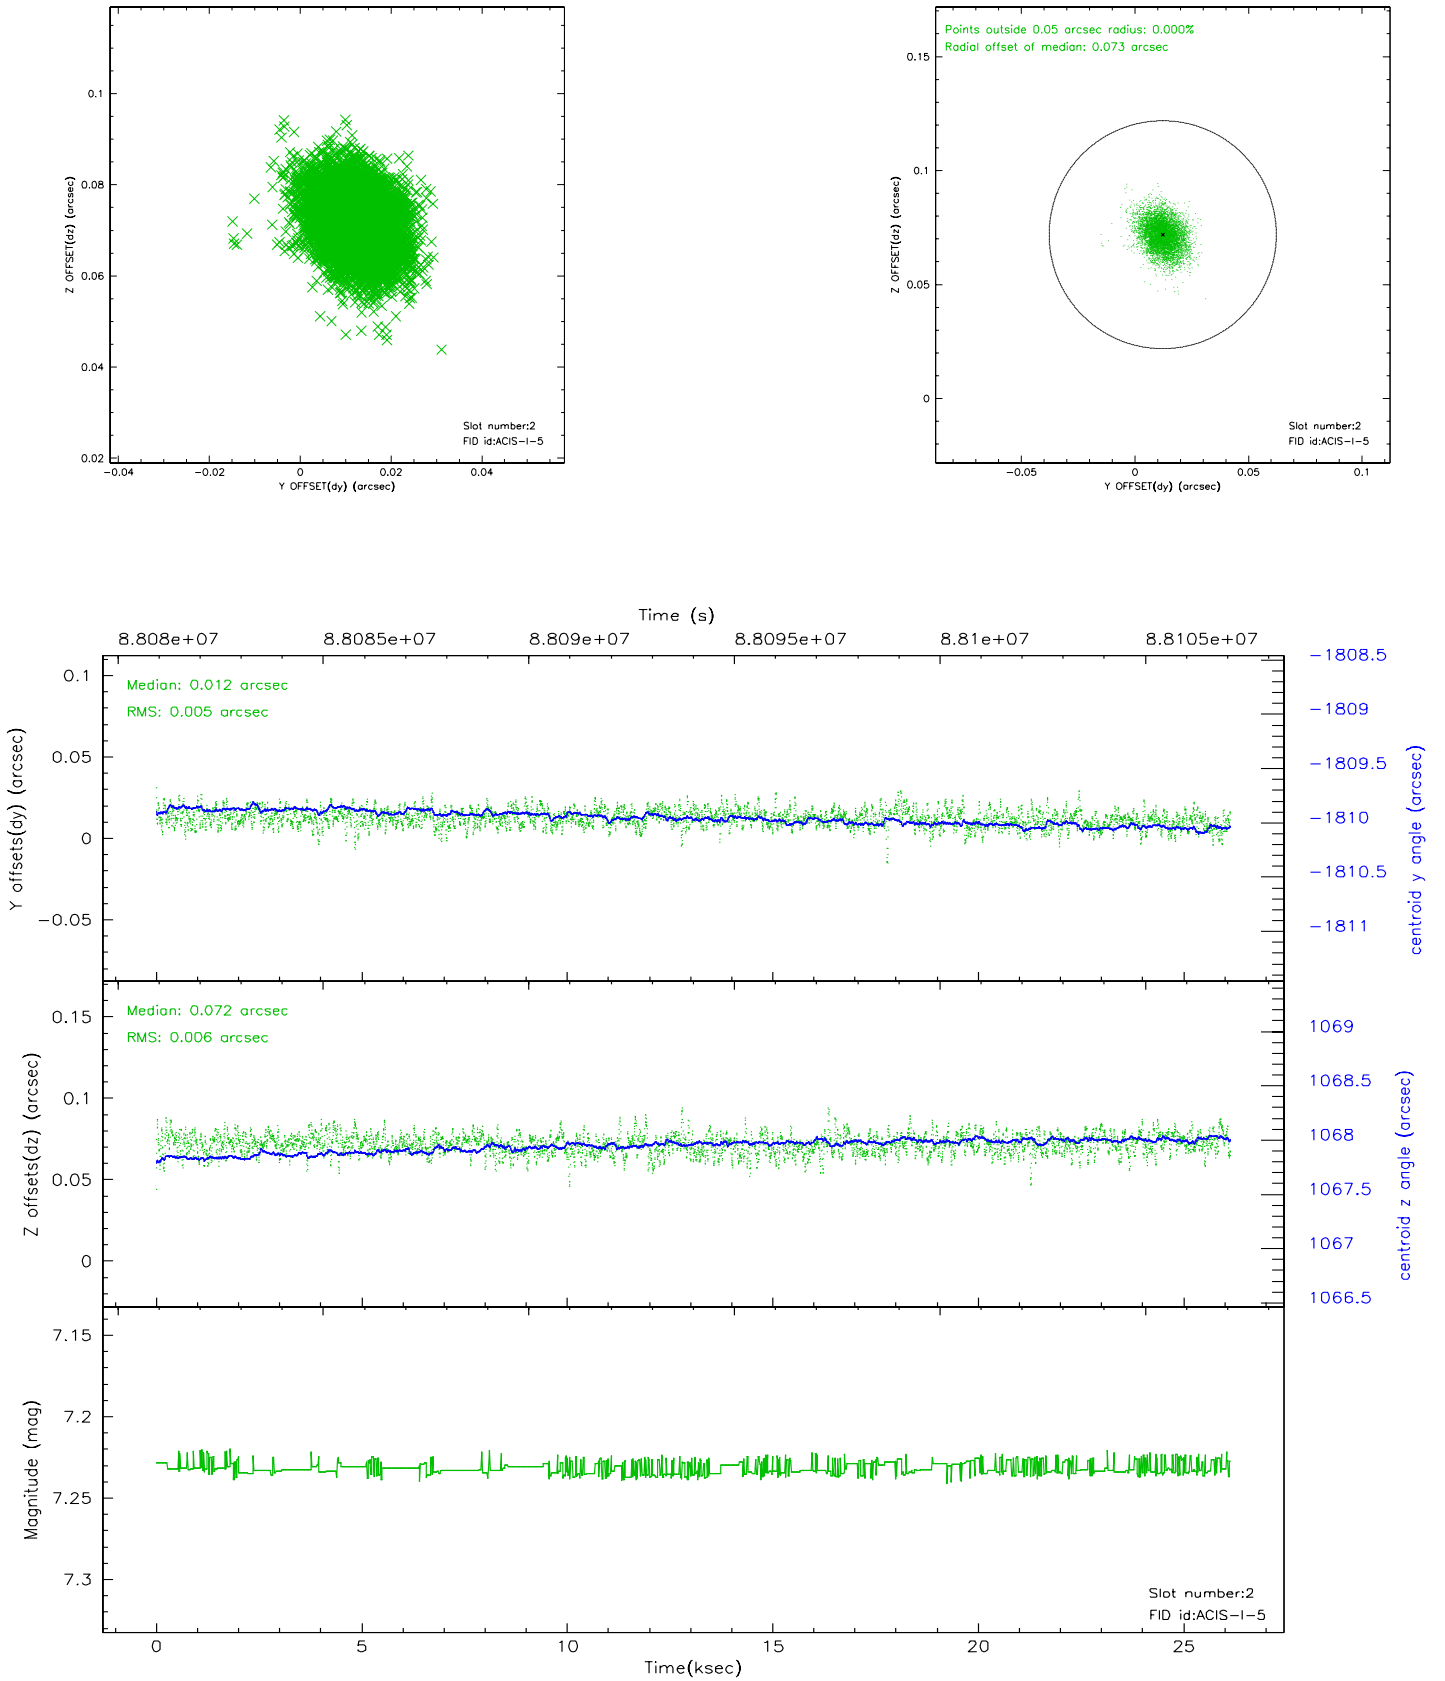 0.1
0.08
0.06
0.04
0.02
Z OFFSET(dz) (arcsec)
-0.04 -0.02 0 0.02 0.04
Y OFFSET(dy) (arcsec)
Slot number:2
FID id:ACIS-I-5
Points outside 0.05 arcsec radius: 0.000%
Radial offset of median: 0.073 arcsec
0.15
0.1
0.05
0
Z OFFSET(dz) (arcsec)
-0.05 0 0.05 0.1
Y OFFSET(dy) (arcsec)
Slot number:2
FID id:ACIS-I-5
Time (s)
8.808e+07 8.8085e+07 8.809e+07 8.8095e+07 8.81e+07 8.8105e+07
Median: 0.012 arcsec
RMS: 0.005 arcsec
0.1
0.05
0
-0.05
Y offsets(dy) (arcsec)
-1808.5
-1809
-1809.5
-1810
-1810.5
-1811
centroid y angle (arcsec)
Median: 0.072 arcsec
RMS: 0.006 arcsec
0.15
0.1
0.05
0
Z offsets(dz) (arcsec)
1069
1068.5
1068
1067.5
1067
1066.5
centroid z angle (arcsec)
7.15
7.2
7.25
7.3
Magnitude (mag)
Slot number:2
FID id:ACIS-I-5
0 5 10 15 20 25
Time(ksec)